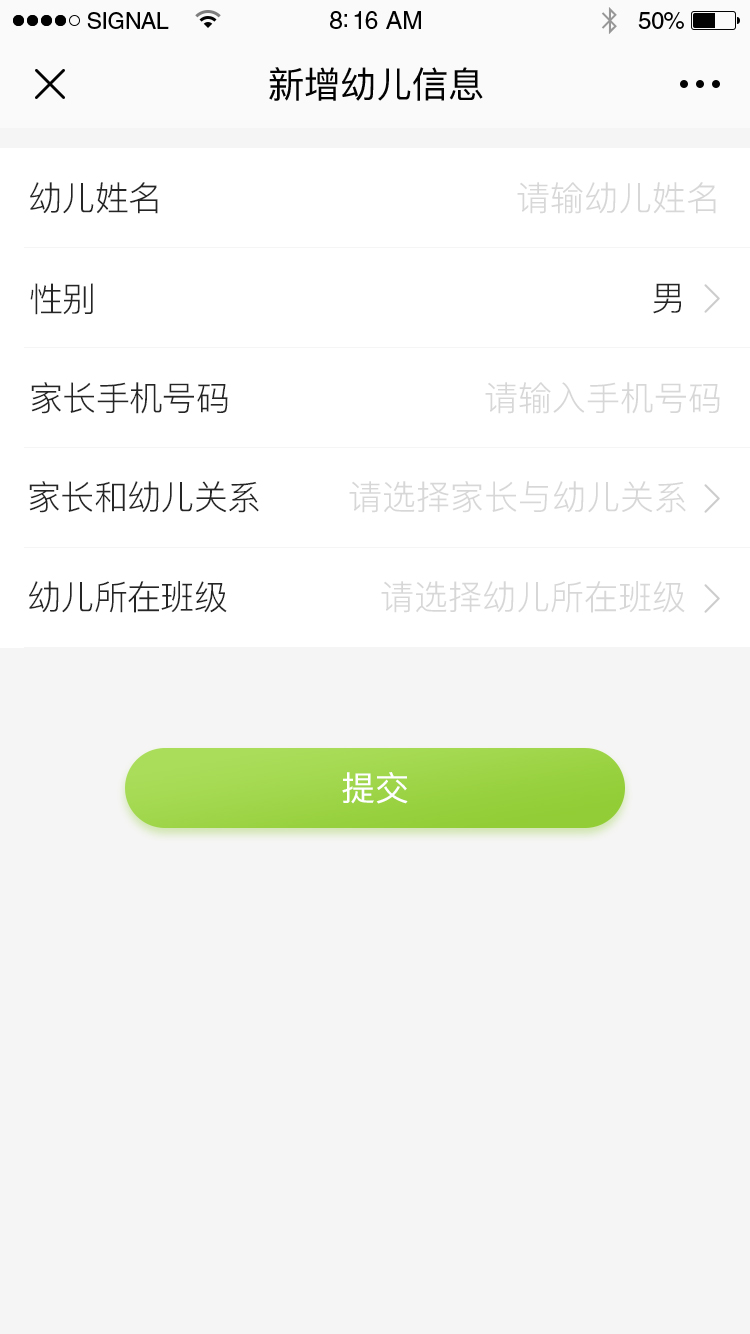 SIGNAL 8:16 AM 50%
新增幼儿信息
幼儿姓名 请输幼儿姓名
性别 男
家长手机号码 请输入手机号码
家长和幼儿关系 请选择家长与幼儿关系
幼儿所在班级 请选择幼儿所在班级
提交